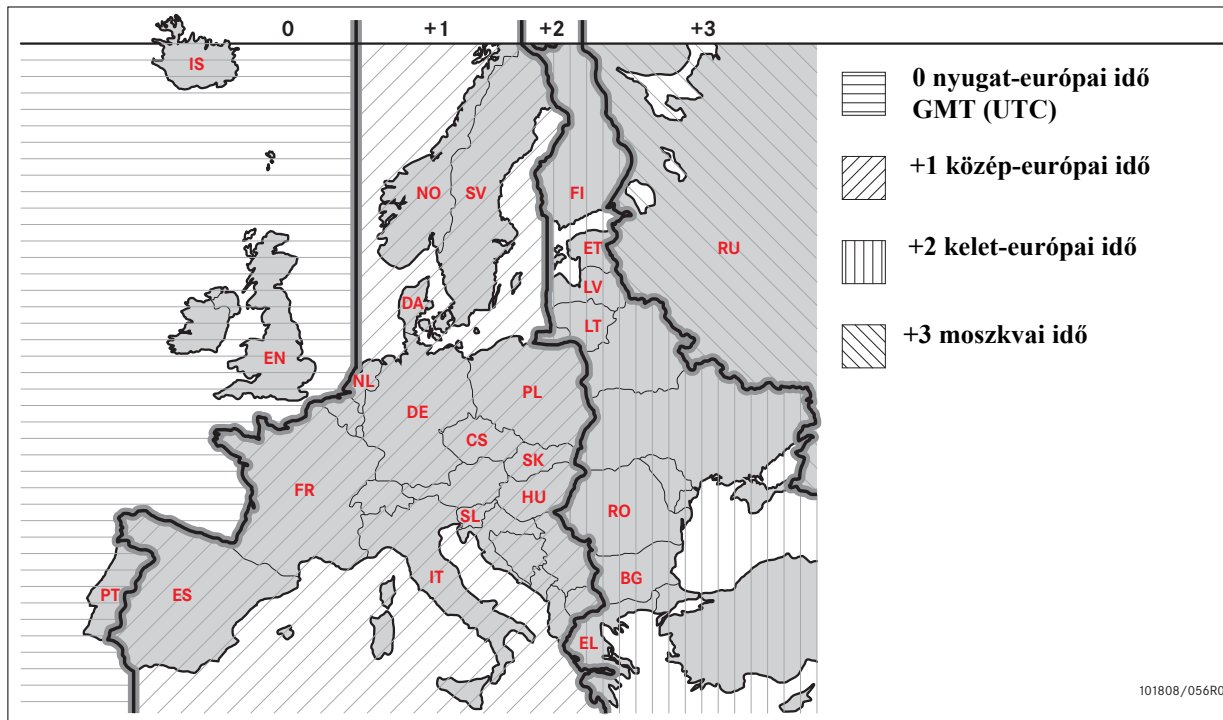 0 +1 +2 +3
IS
0 nyugat-európai idő
GMT (UTC)
+1 közép-európai idő
NO SV FI
+2 kelet-európai idő
ET RU
LV
DA
LT
+3 moszkvai idő
EN
NL
PL
DE
CS
SK
FR HU
SL RO
IT BG
PT ES
EL
101808/056R0